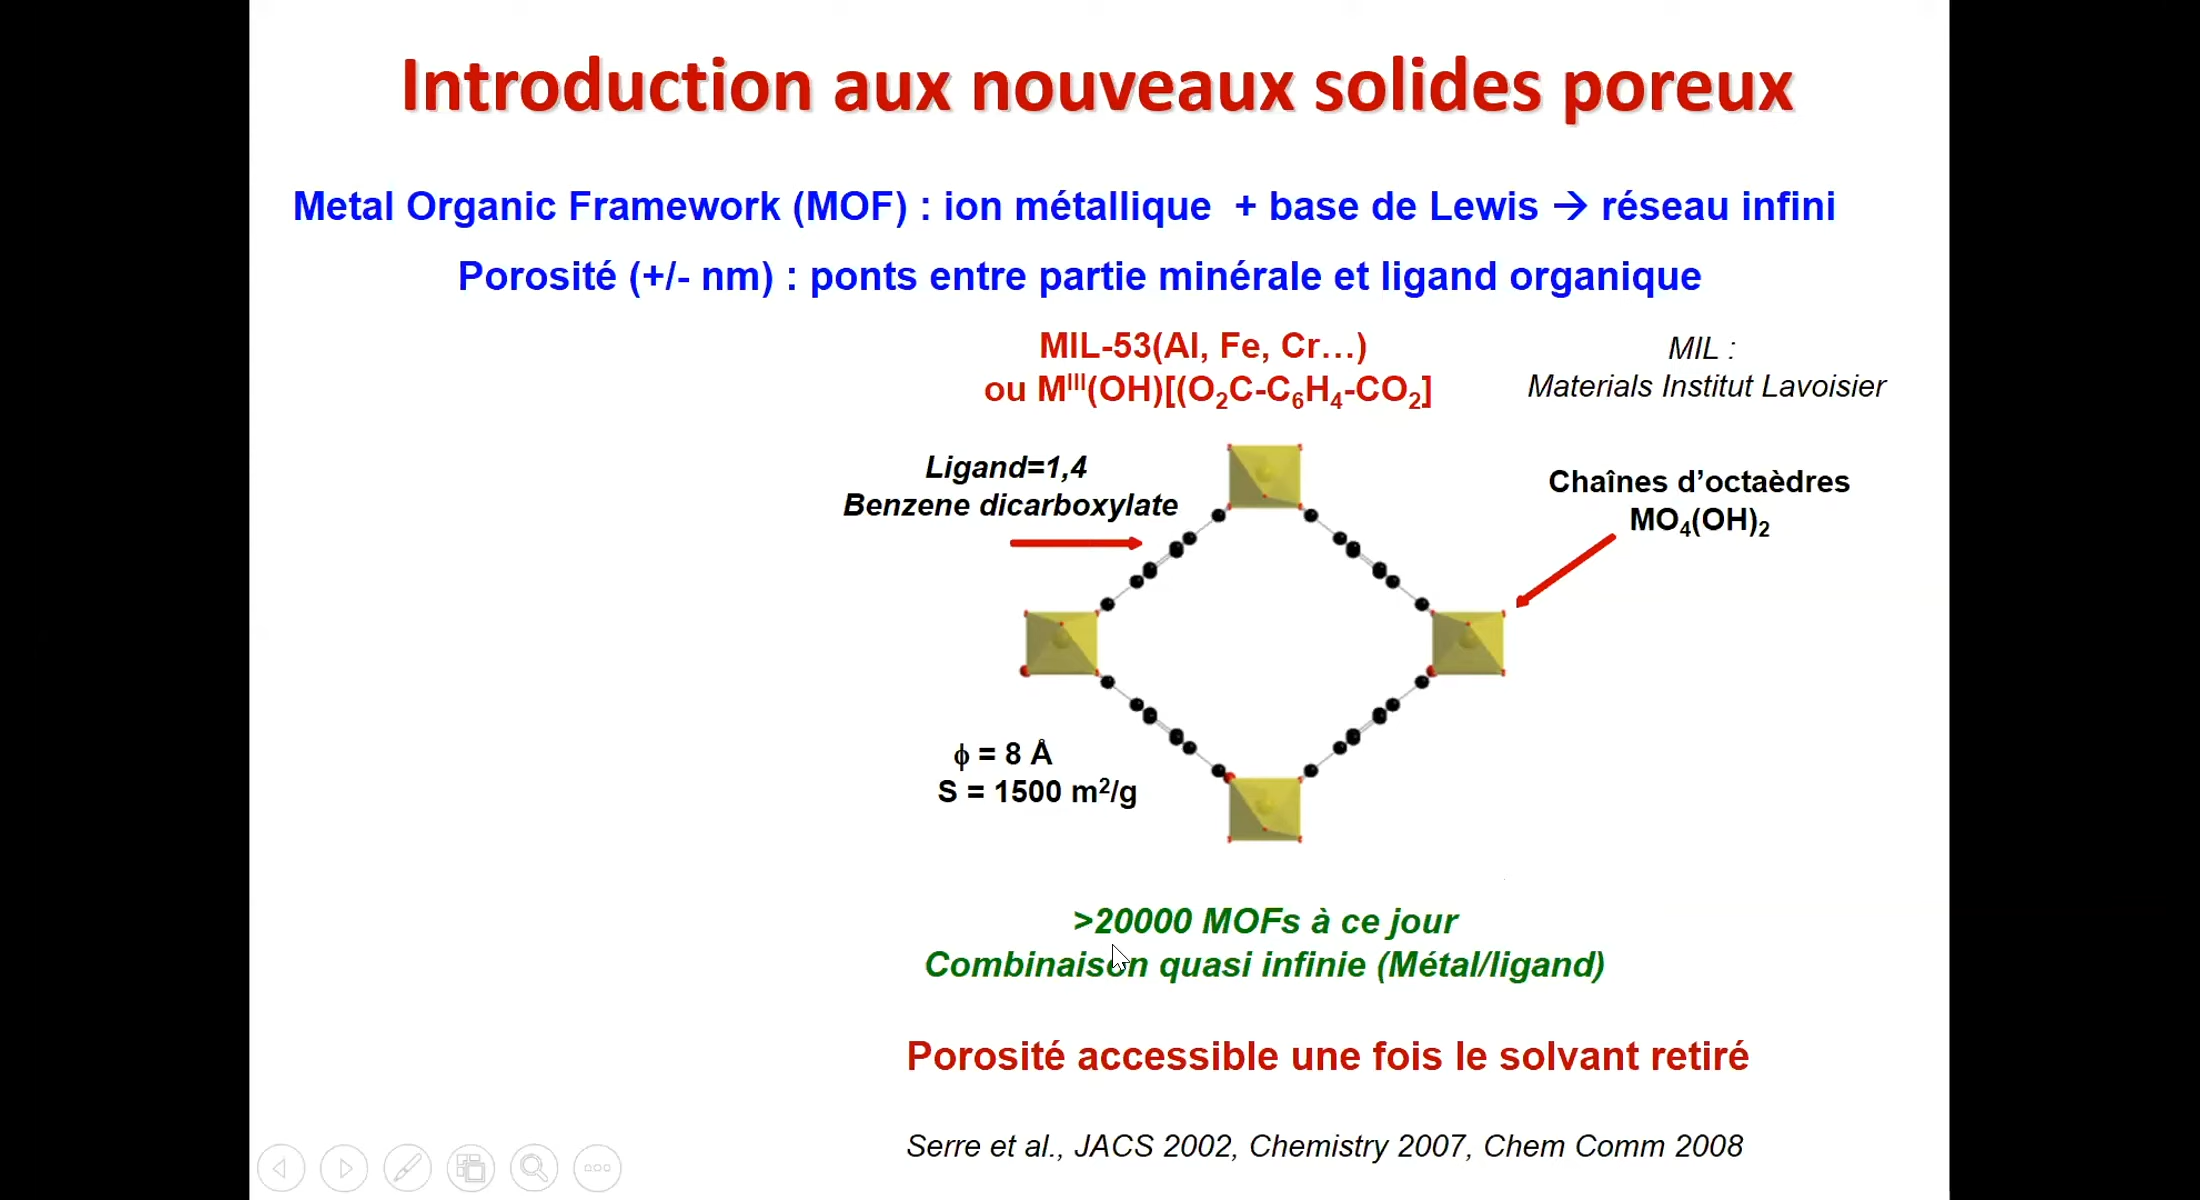 Introduction aux nouveaux solides poreux
Metal Organic Framework (MOF) : ion métallique + base de Lewis → réseau infini
Porosité (+/- nm) : ponts entre partie minérale et ligand organique
MIL-53(Al, Fe, Cr…)
ou Mᴵᴵᴵ(OH)[(O₂C-C₆H₄-CO₂]
MIL :
Materials Institut Lavoisier
Ligand=1,4
Benzene dicarboxylate
Chaînes d’octaèdres
MO₄(OH)₂
ϕ = 8 Å
S = 1500 m²/g
>20000 MOFs à ce jour
Combinaison quasi infinie (Métal/ligand)
Porosité accessible une fois le solvant retiré
Serre et al., JACS 2002, Chemistry 2007, Chem Comm 2008